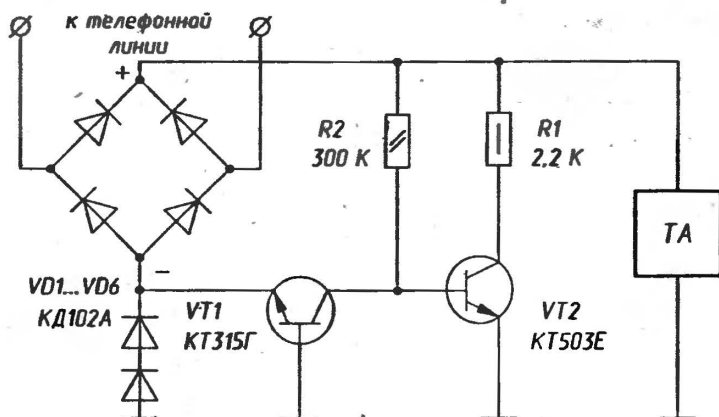 к телефонной
линии
+
R2
300 К
R1
2,2 К
ТА
−
VD1...VD6
КД102А
VT1
КТ315Г
VT2
КТ503Е